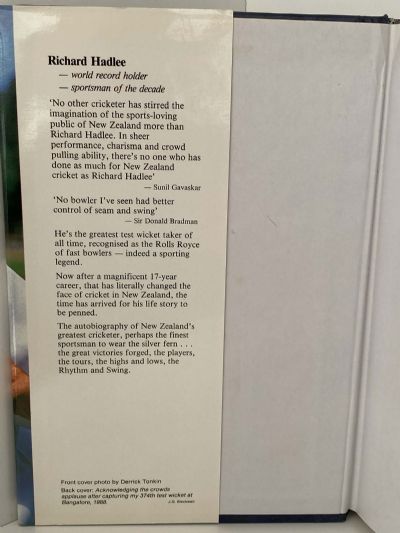 Richard Hadlee
— world record holder
— sportsman of the decade
'No other cricketer has stirred the
imagination of the sports-loving
public of New Zealand more than
Richard Hadlee. In sheer
performance, charisma and crowd
pulling ability, there's no one who has
done as much for New Zealand
cricket as Richard Hadlee'
— Sunil Gavaskar
'No bowler I've seen had better
control of seam and swing'
— Sir Donald Bradman
He's the greatest test wicket taker of
all time, recognised as the Rolls Royce
of fast bowlers — indeed a sporting
legend.
Now after a magnificent 17-year
career, that has literally changed the
face of cricket in New Zealand, the
time has arrived for his life story to
be penned.
The autobiography of New Zealand's
greatest cricketer, perhaps the finest
sportsman to wear the silver fern . . .
the great victories forged, the players,
the tours, the highs and lows, the
Rhythm and Swing.
Front cover photo by Derrick Tonkin
Back cover: Acknowledging the crowds
applause after capturing my 374th test wicket at
Bangalore, 1988.